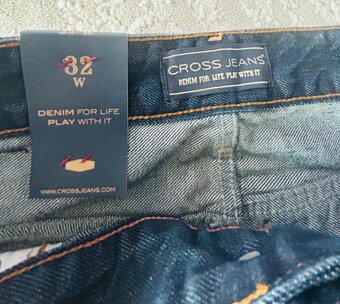 32
W
DENIM FOR LIFE
PLAY WITH IT
WWW.CROSSJEANS.COM
CROSS JEANS
DENIM FOR LIFE PLAY WITH IT